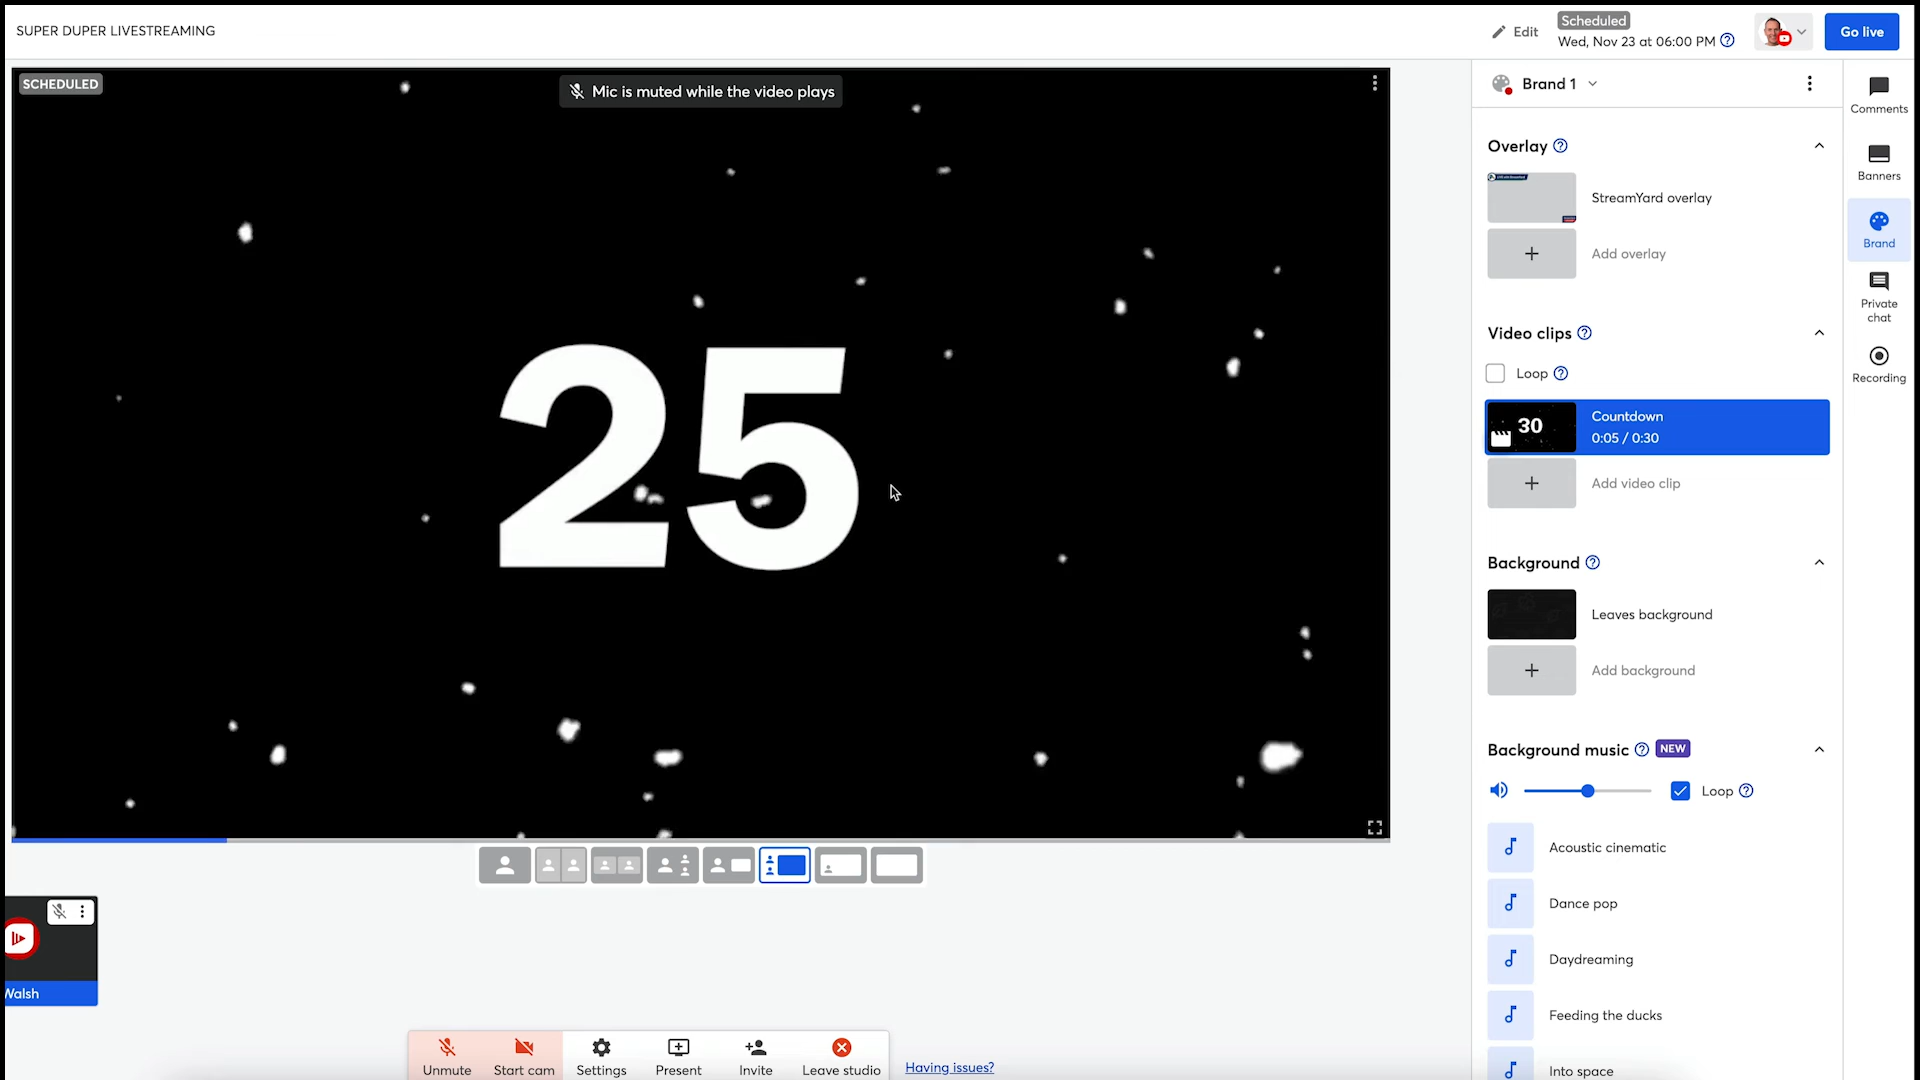 SUPER DUPER LIVESTREAMING
Edit
Scheduled
Wed, Nov 23 at 06:00 PM
Go live
SCHEDULED
Mic is muted while the video plays
25
Walsh
Unmute
Start cam
Settings
Present
Invite
Leave studio
Having issues?
Brand 1
Overlay
StreamYard overlay
Add overlay
Video clips
Loop
30
Countdown
0:05 / 0:30
Add video clip
Background
Leaves background
Add background
Background music
NEW
Loop
Acoustic cinematic
Dance pop
Daydreaming
Feeding the ducks
Into space
Comments
Banners
Brand
Private
chat
Recording